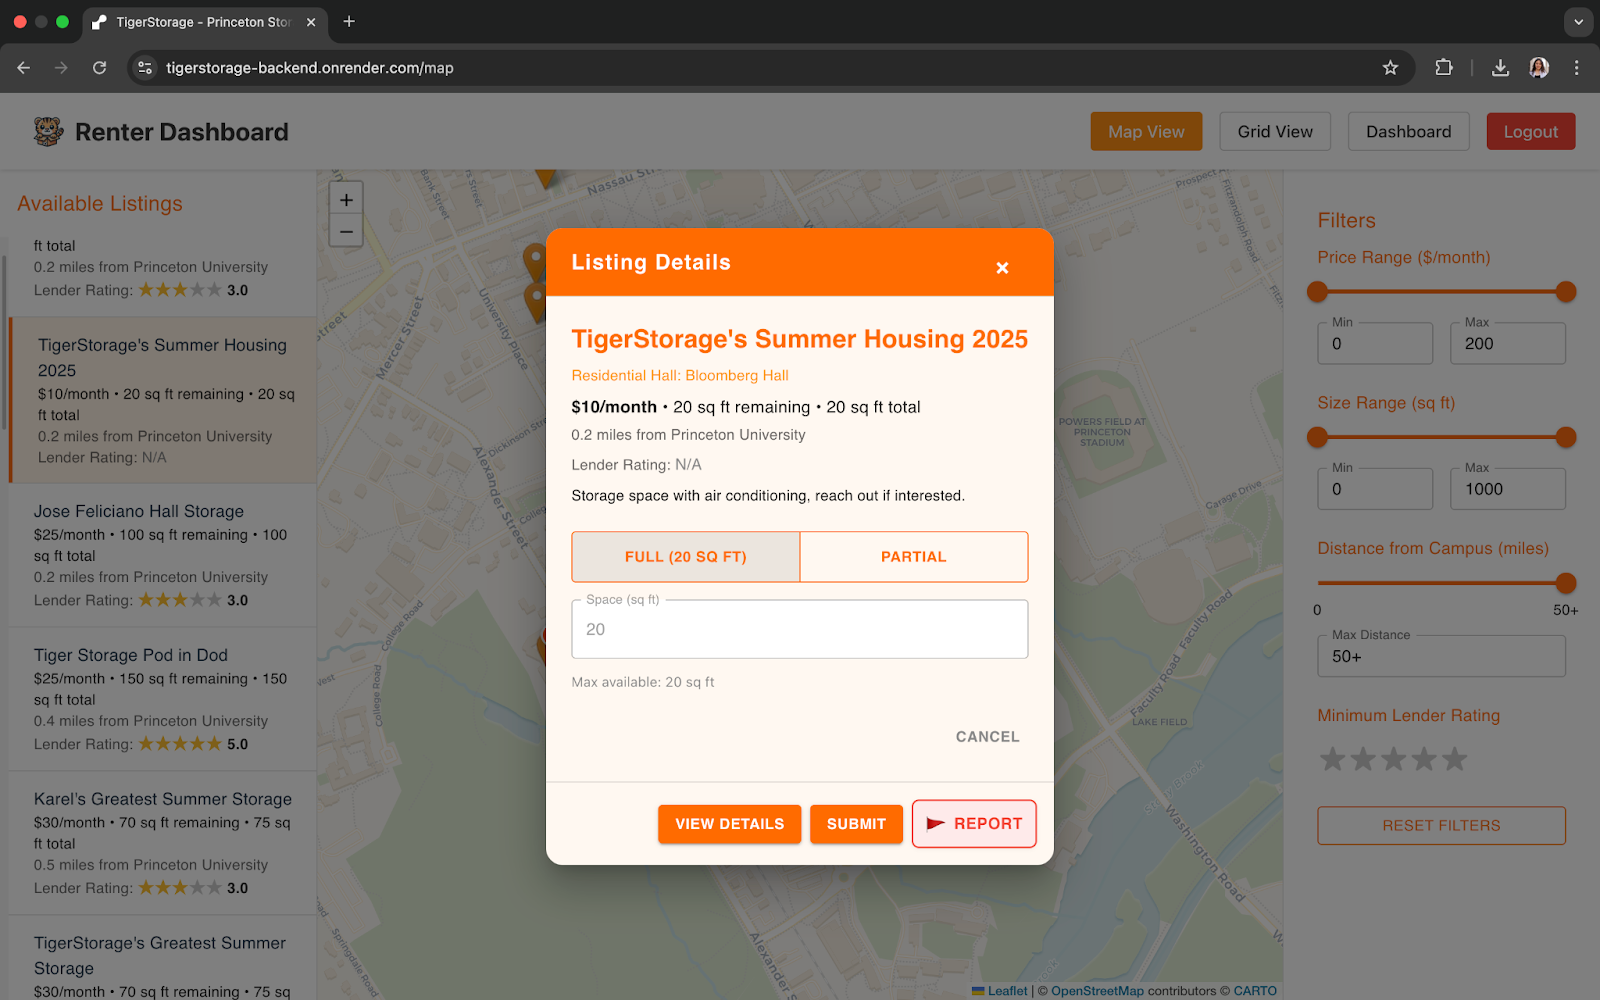 TigerStorage - Princeton Stor
tigerstorage-backend.onrender.com/map
Renter Dashboard
Map View
Grid View
Dashboard
Logout
Available Listings
ft total
0.2 miles from Princeton University
Lender Rating: ★★★★★ 3.0
TigerStorage's Summer Housing
2025
$10/month • 20 sq ft remaining • 20 sq
ft total
0.2 miles from Princeton University
Lender Rating: N/A
Jose Feliciano Hall Storage
$25/month • 100 sq ft remaining • 100
sq ft total
0.2 miles from Princeton University
Lender Rating: ★★★★★ 3.0
Tiger Storage Pod in Dod
$25/month • 150 sq ft remaining • 150
sq ft total
0.4 miles from Princeton University
Lender Rating: ★★★★★ 5.0
Karel's Greatest Summer Storage
$30/month • 70 sq ft remaining • 75 sq
ft total
0.5 miles from Princeton University
Lender Rating: ★★★★★ 3.0
TigerStorage's Greatest Summer
Storage
$30/month • 70 sq ft remaining • 75 sq
+
−
Bank Street
Nassau St
Prospect
Fitzrandolph Road
Mercer Street
University Place
Dickinson Street
Alexander Street
College Road
College Road
Springdale Road
Alexander Street
POWERS FIELD AT
PRINCETON
STADIUM
Garage Drive
Faculty Road
Faculty Road
LAKE FIELD
Stony Brook
Washington Road
Listing Details
×
TigerStorage's Summer Housing 2025
Residential Hall: Bloomberg Hall
$10/month • 20 sq ft remaining • 20 sq ft total
0.2 miles from Princeton University
Lender Rating: N/A
Storage space with air conditioning, reach out if interested.
FULL (20 SQ FT)
PARTIAL
Space (sq ft)
20
Max available: 20 sq ft
CANCEL
VIEW DETAILS
SUBMIT
REPORT
Leaflet | © OpenStreetMap contributors © CARTO
Filters
Price Range ($/month)
Min
0
Max
200
Size Range (sq ft)
Min
0
Max
1000
Distance from Campus (miles)
0
50+
Max Distance
50+
Minimum Lender Rating
RESET FILTERS